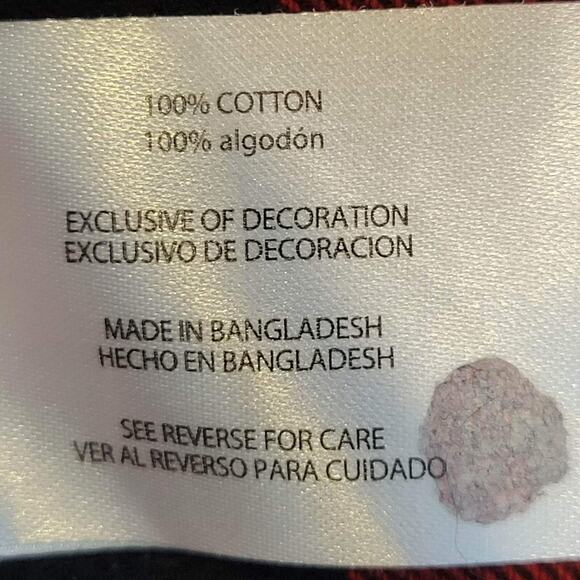 100% COTTON
100% algodón
EXCLUSIVE OF DECORATION
EXCLUSIVO DE DECORACION
MADE IN BANGLADESH
HECHO EN BANGLADESH
SEE REVERSE FOR CARE
VER AL REVERSO PARA CUIDADO